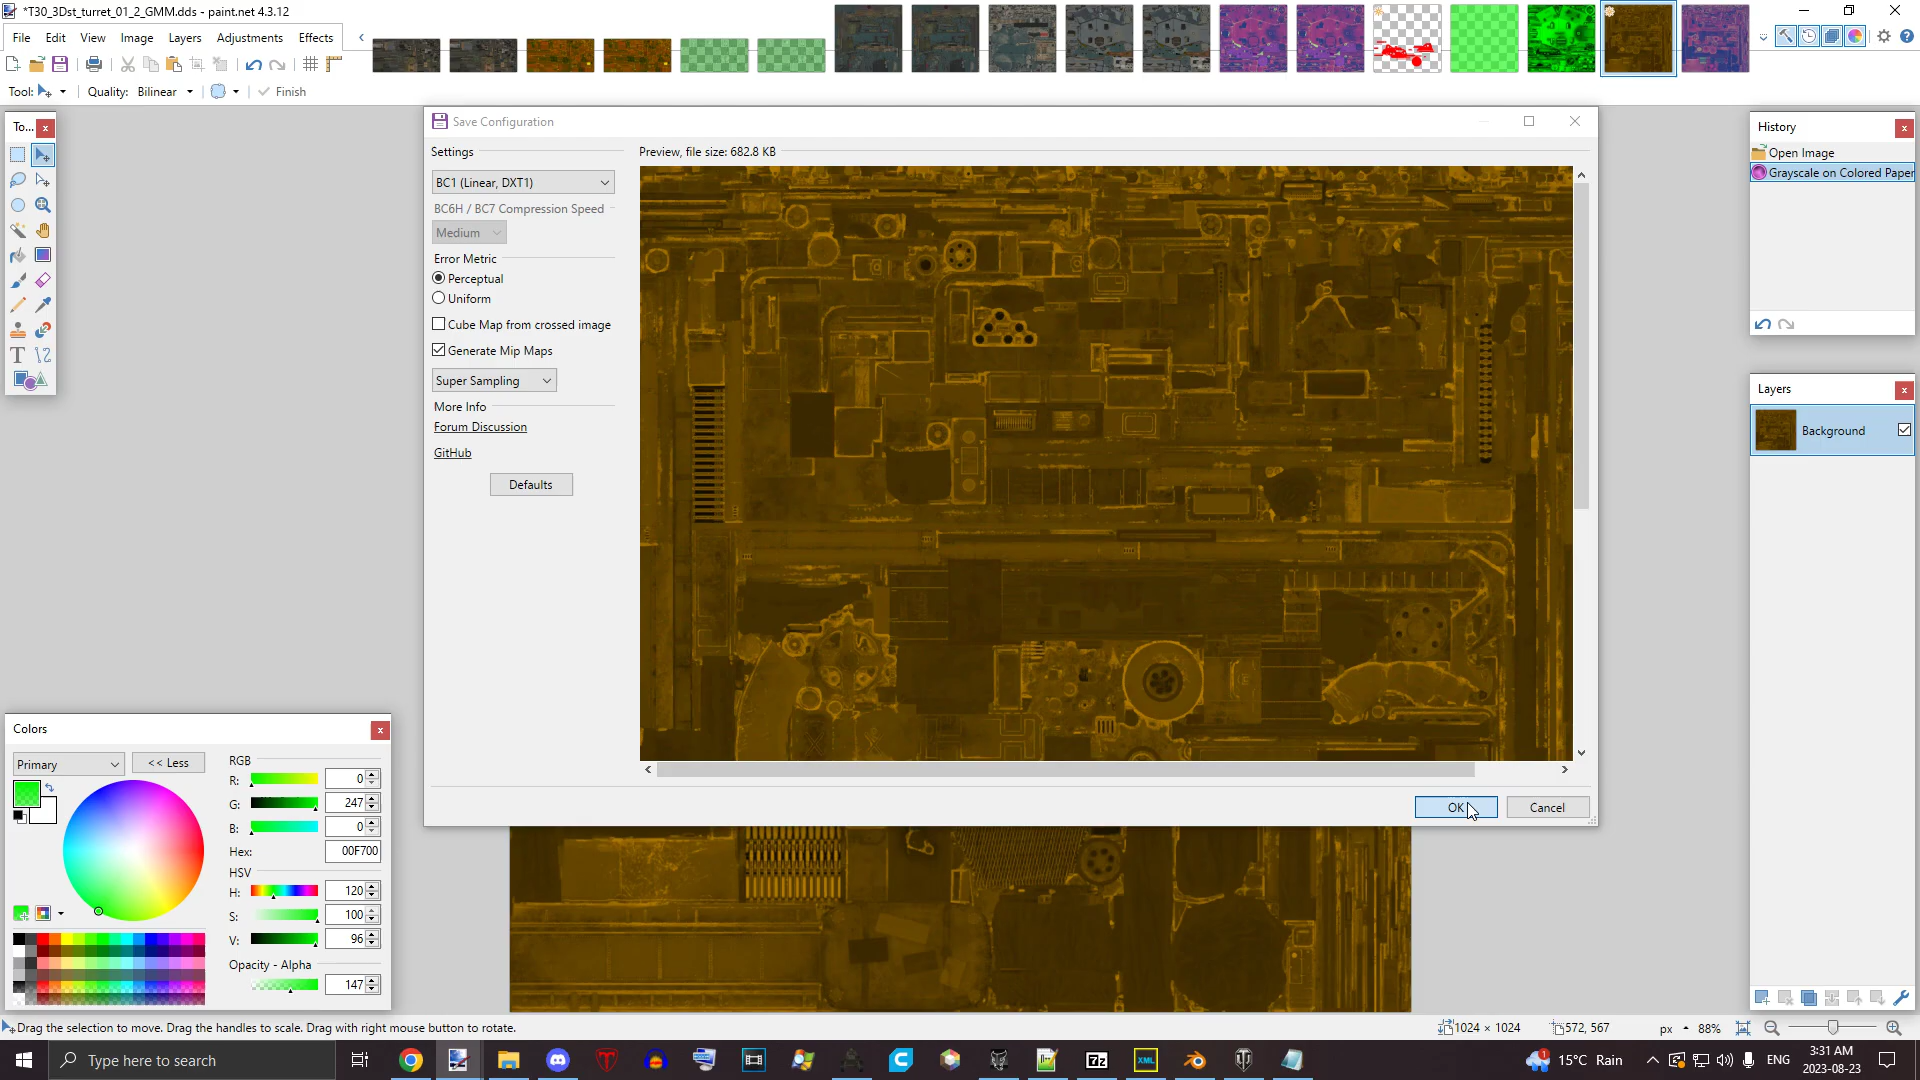 *T30_3Dst_turret_01_2_GMM.dds - paint.net 4.3.12
File Edit View Image Layers Adjustments Effects
Tool: Quality: Bilinear Finish
To...
Save Configuration
Settings
BC1 (Linear, DXT1)
BC6H / BC7 Compression Speed
Medium
Error Metric
Perceptual
Uniform
Cube Map from crossed image
Generate Mip Maps
Super Sampling
More Info
Forum Discussion
GitHub
Defaults
Preview, file size: 682.8 KB
OK Cancel
History
Open Image
Grayscale on Colored Paper
Layers
Background
Colors
Primary
<< Less
RGB
R: 0
G: 247
B: 0
Hex: 00F700
HSV
H: 120
S: 100
V: 96
Opacity - Alpha
147
Drag the selection to move. Drag the handles to scale. Drag with right mouse button to rotate.
1024 × 1024 572, 567 px 88%
Type here to search
7z
XML
1
15°C Rain
ENG
3:31 AM
2023-08-23